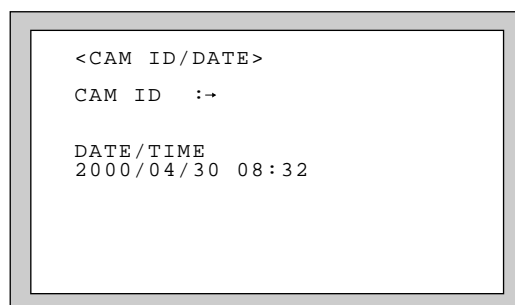 <CAM ID/DATE>
CAM ID :→
DATE/TIME
2000/04/30 08:32